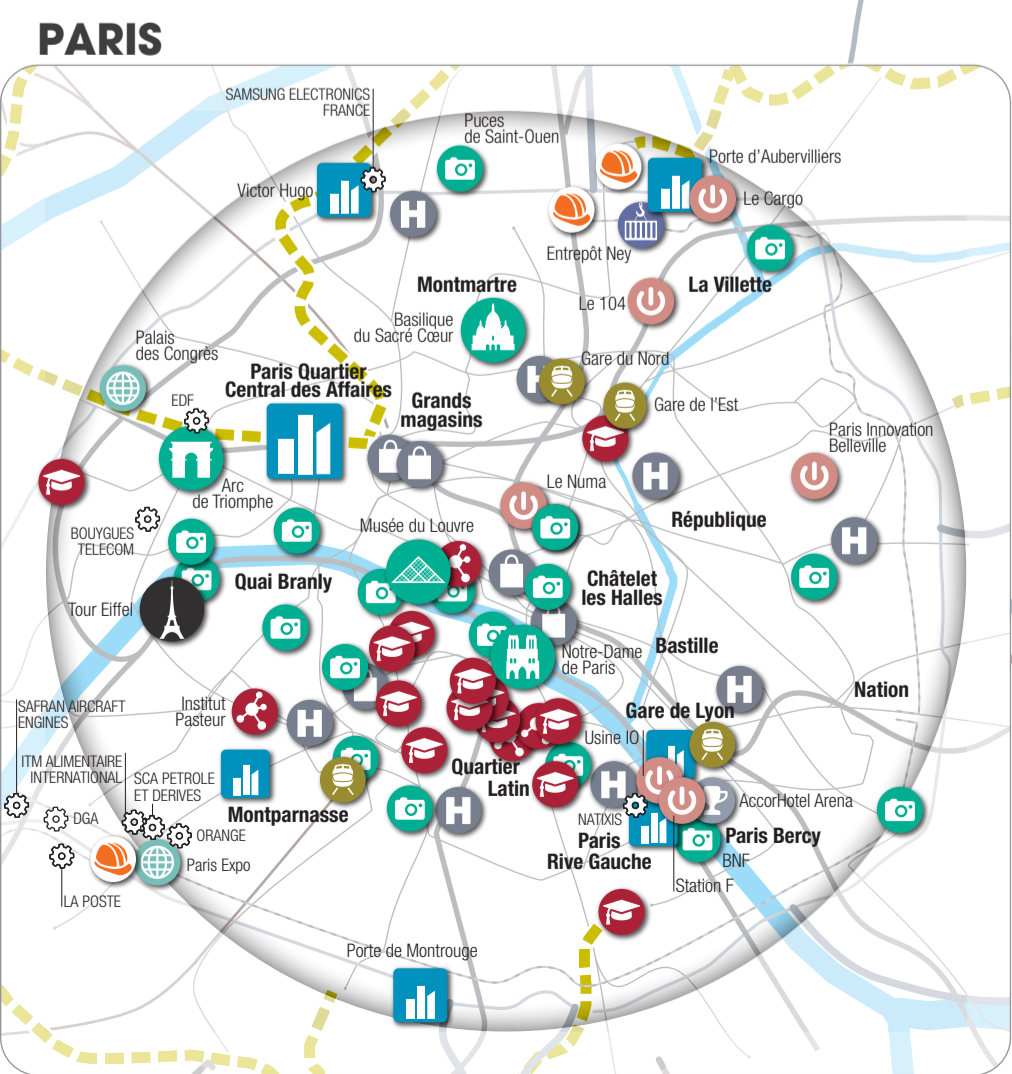 PARIS
SAMSUNG ELECTRONICS
FRANCE
Puces
de Saint-Ouen
Porte d'Aubervilliers
Victor Hugo
H
Le Cargo
Entrepôt Ney
Montmartre
La Villette
Le 104
Basilique
du Sacré Cœur
Palais
des Congrès
Gare du Nord
H
Paris Quartier
Central des Affaires
EDF
Grands
magasins
Gare de l'Est
Paris Innovation
Belleville
Arc
de Triomphe
Le Numa
H
République
BOUYGUES
TELECOM
Musée du Louvre
H
Quai Branly
Châtelet
les Halles
Tour Eiffel
Notre-Dame
de Paris
Bastille
H
Nation
SAFRAN AIRCRAFT
ENGINES
Institut
Pasteur
H
Gare de Lyon
Usine IO
ITM ALIMENTAIRE
INTERNATIONAL
SCA PETROLE
ET DERIVES
Quartier
Latin
H
Montparnasse
H
NATIXIS
AccorHotel Arena
DGA
ORANGE
Paris
Rive Gauche
Paris Bercy
BNF
Paris Expo
Station F
LA POSTE
Porte de Montrouge